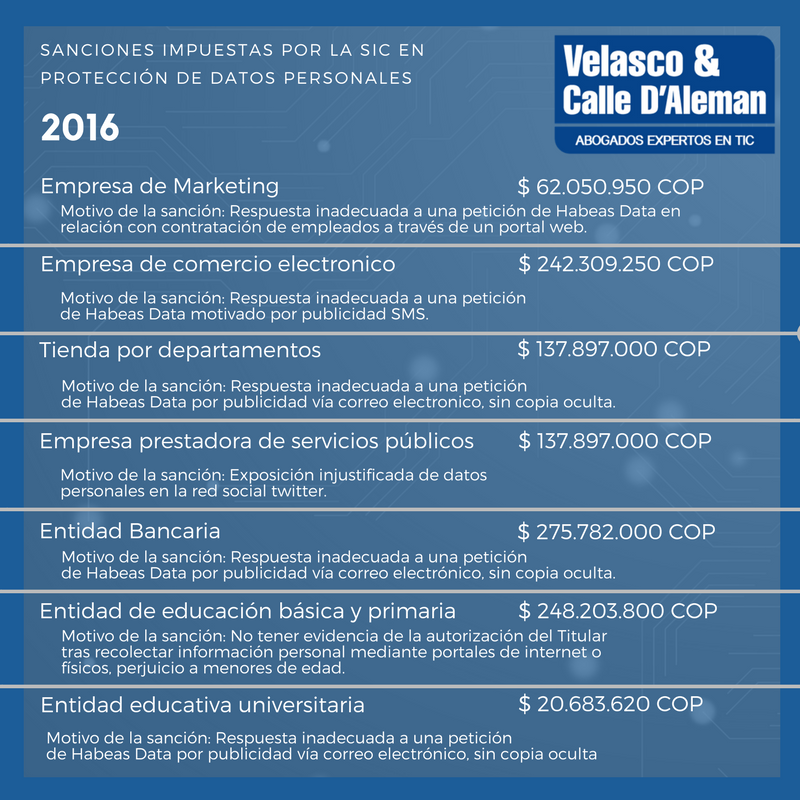 SANCIONES IMPUESTAS POR LA SIC EN
PROTECCIÓN DE DATOS PERSONALES
2016
Velasco &
Calle D'Aleman
ABOGADOS EXPERTOS EN TIC
Empresa de Marketing $ 62.050.950 COP
Motivo de la sanción: Respuesta inadecuada a una petición de Habeas Data en
relación con contratación de empleados a través de un portal web.
Empresa de comercio electronico $ 242.309.250 COP
Motivo de la sanción: Respuesta inadecuada a una petición
de Habeas Data motivado por publicidad SMS.
Tienda por departamentos $ 137.897.000 COP
Motivo de la sanción: Respuesta inadecuada a una petición
de Habeas Data por publicidad vía correo electronico, sin copia oculta.
Empresa prestadora de servicios públicos $ 137.897.000 COP
Motivo de la sanción: Exposición injustificada de datos
personales en la red social twitter.
Entidad Bancaria $ 275.782.000 COP
Motivo de la sanción: Respuesta inadecuada a una petición
de Habeas Data por publicidad vía correo electrónico, sin copia oculta.
Entidad de educación básica y primaria $ 248.203.800 COP
Motivo de la sanción: No tener evidencia de la autorización del Titular
tras recolectar información personal mediante portales de internet o
físicos, perjuicio a menores de edad.
Entidad educativa universitaria $ 20.683.620 COP
Motivo de la sanción: Respuesta inadecuada a una petición
de Habeas Data por publicidad vía correo electrónico, sin copia oculta